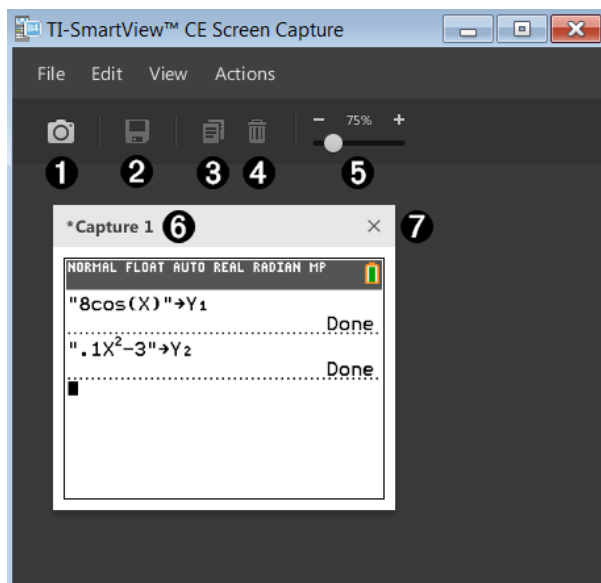 TI-SmartView™ CE Screen Capture
File Edit View Actions
− 75% +
1 2 3 4 5
*Capture 1 6 × 7
NORMAL FLOAT AUTO REAL RADIAN MP
"8cos(X)"→Y₁
Done
".1X²−3"→Y₂
Done